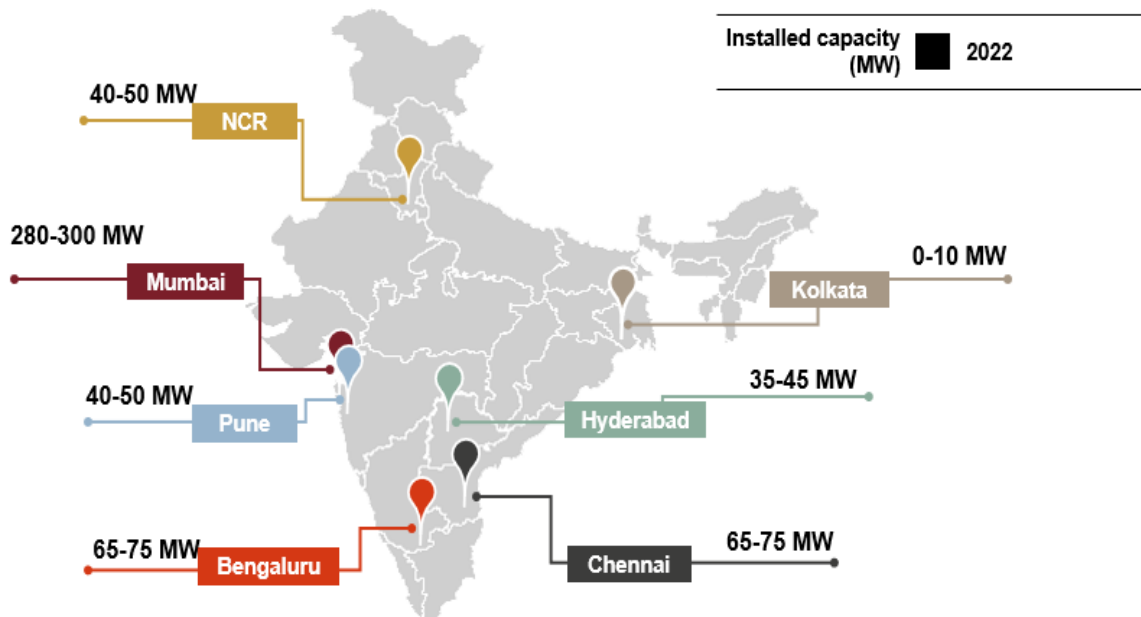 Installed capacity
(MW)
2022
40-50 MW
NCR
280-300 MW
Mumbai
0-10 MW
Kolkata
40-50 MW
Pune
35-45 MW
Hyderabad
65-75 MW
Bengaluru
65-75 MW
Chennai